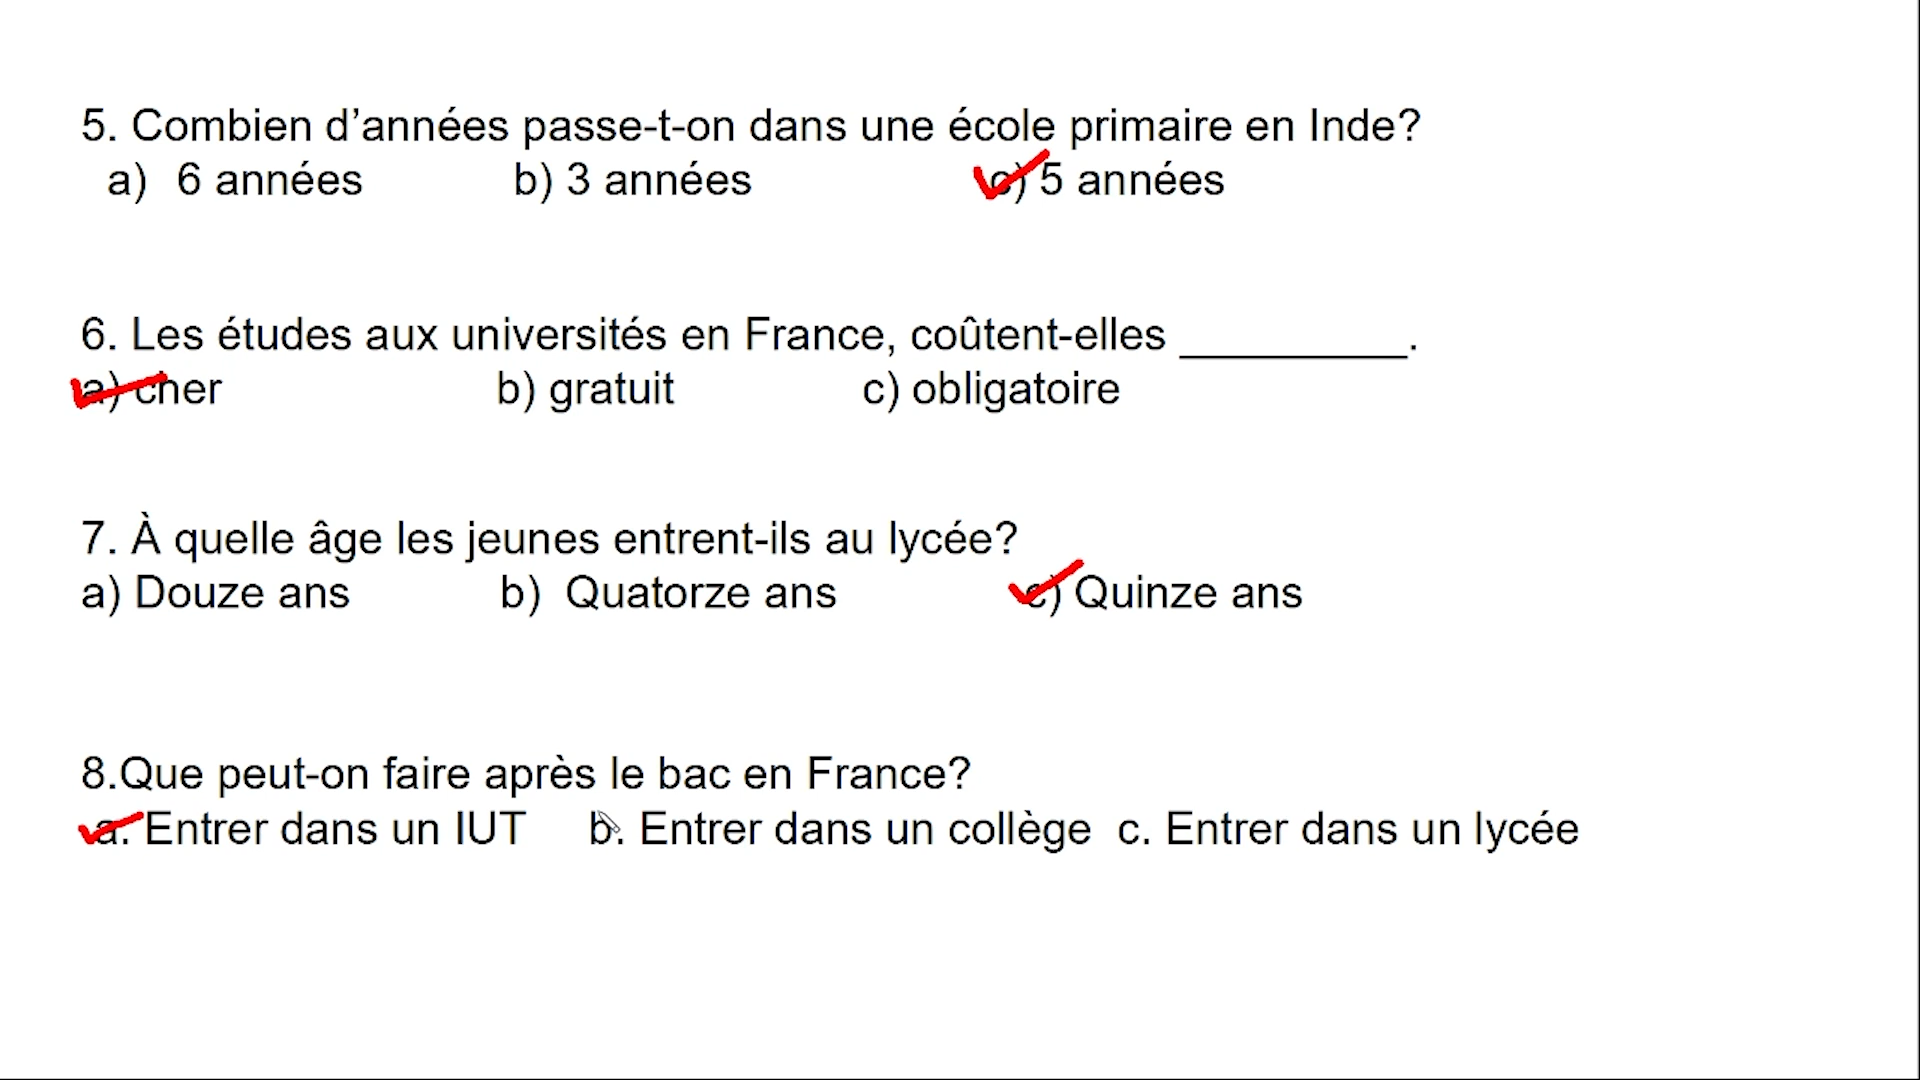 5. Combien d’années passe-t-on dans une école primaire en Inde?
a) 6 années b) 3 années c) 5 années
6. Les études aux universités en France, coûtent-elles _________.
a) cher b) gratuit c) obligatoire
7. À quelle âge les jeunes entrent-ils au lycée?
a) Douze ans b) Quatorze ans c) Quinze ans
8.Que peut-on faire après le bac en France?
a. Entrer dans un IUT b. Entrer dans un collège c. Entrer dans un lycée